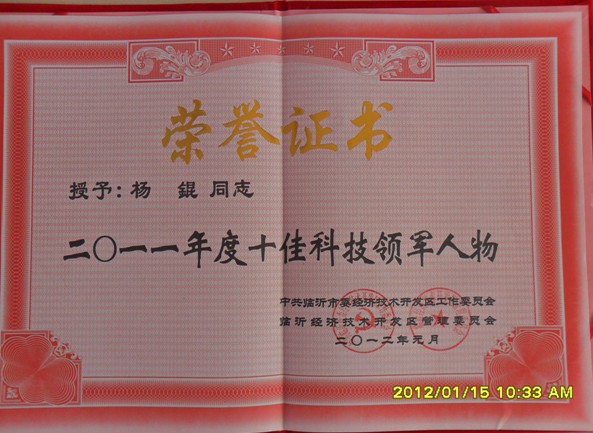 荣誉证书
授予：杨 锟 同志
二〇一一年度十佳科技领军人物
中共临沂市委经济技术开发区工作委员会
临沂经济技术开发区管理委员会
二〇一二年元月
2012/01/15 10:33 AM